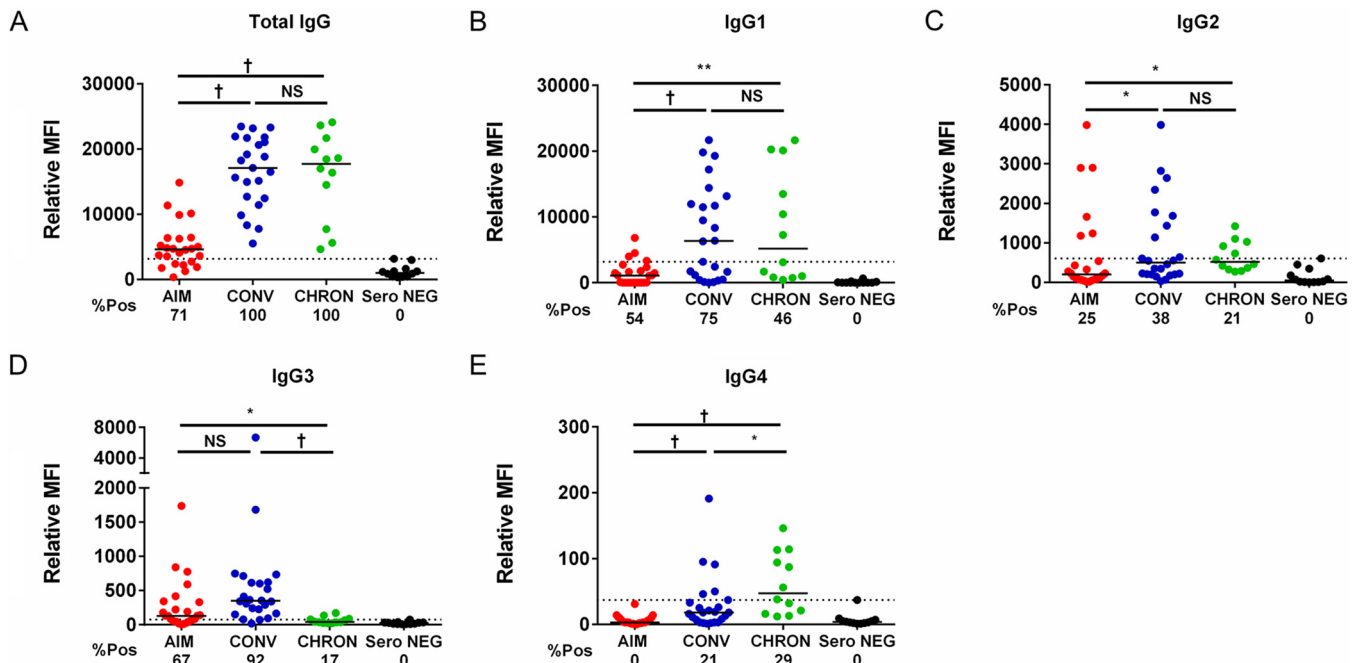 A
Total IgG
†
†
NS
Relative MFI
30000
20000
10000
0
AIM CONV CHRON Sero NEG
%Pos 71 100 100 0
B
IgG1
**
†
NS
Relative MFI
30000
20000
10000
0
AIM CONV CHRON Sero NEG
%Pos 54 75 46 0
C
IgG2
*
*
NS
Relative MFI
5000
4000
3000
2000
1000
0
AIM CONV CHRON Sero NEG
%Pos 25 38 21 0
D
IgG3
*
NS
†
Relative MFI
8000
6000
4000
2000
1500
1000
500
0
AIM CONV CHRON Sero NEG
%Pos 67 92 17 0
E
IgG4
†
†
*
Relative MFI
300
200
100
50
0
AIM CONV CHRON Sero NEG
%Pos 0 21 29 0